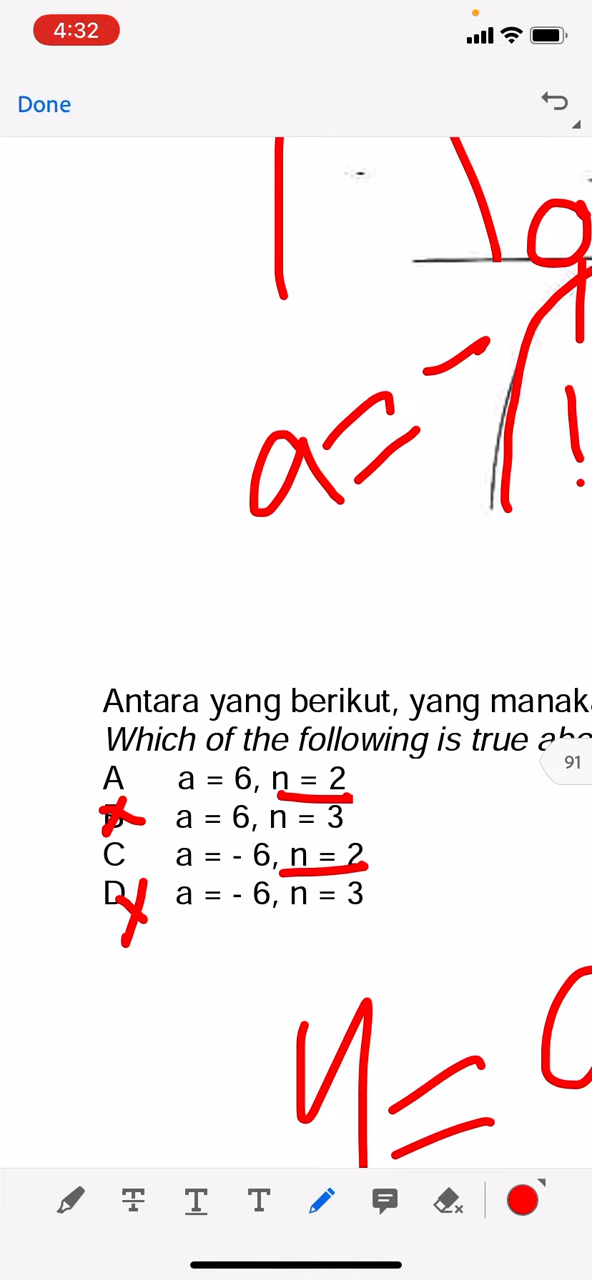 4:32
Done
a = -
Antara yang berikut, yang manak
Which of the following is true abo
91
A a = 6, n = 2
B a = 6, n = 3
C a = - 6, n = 2
D a = - 6, n = 3
y =
T T T